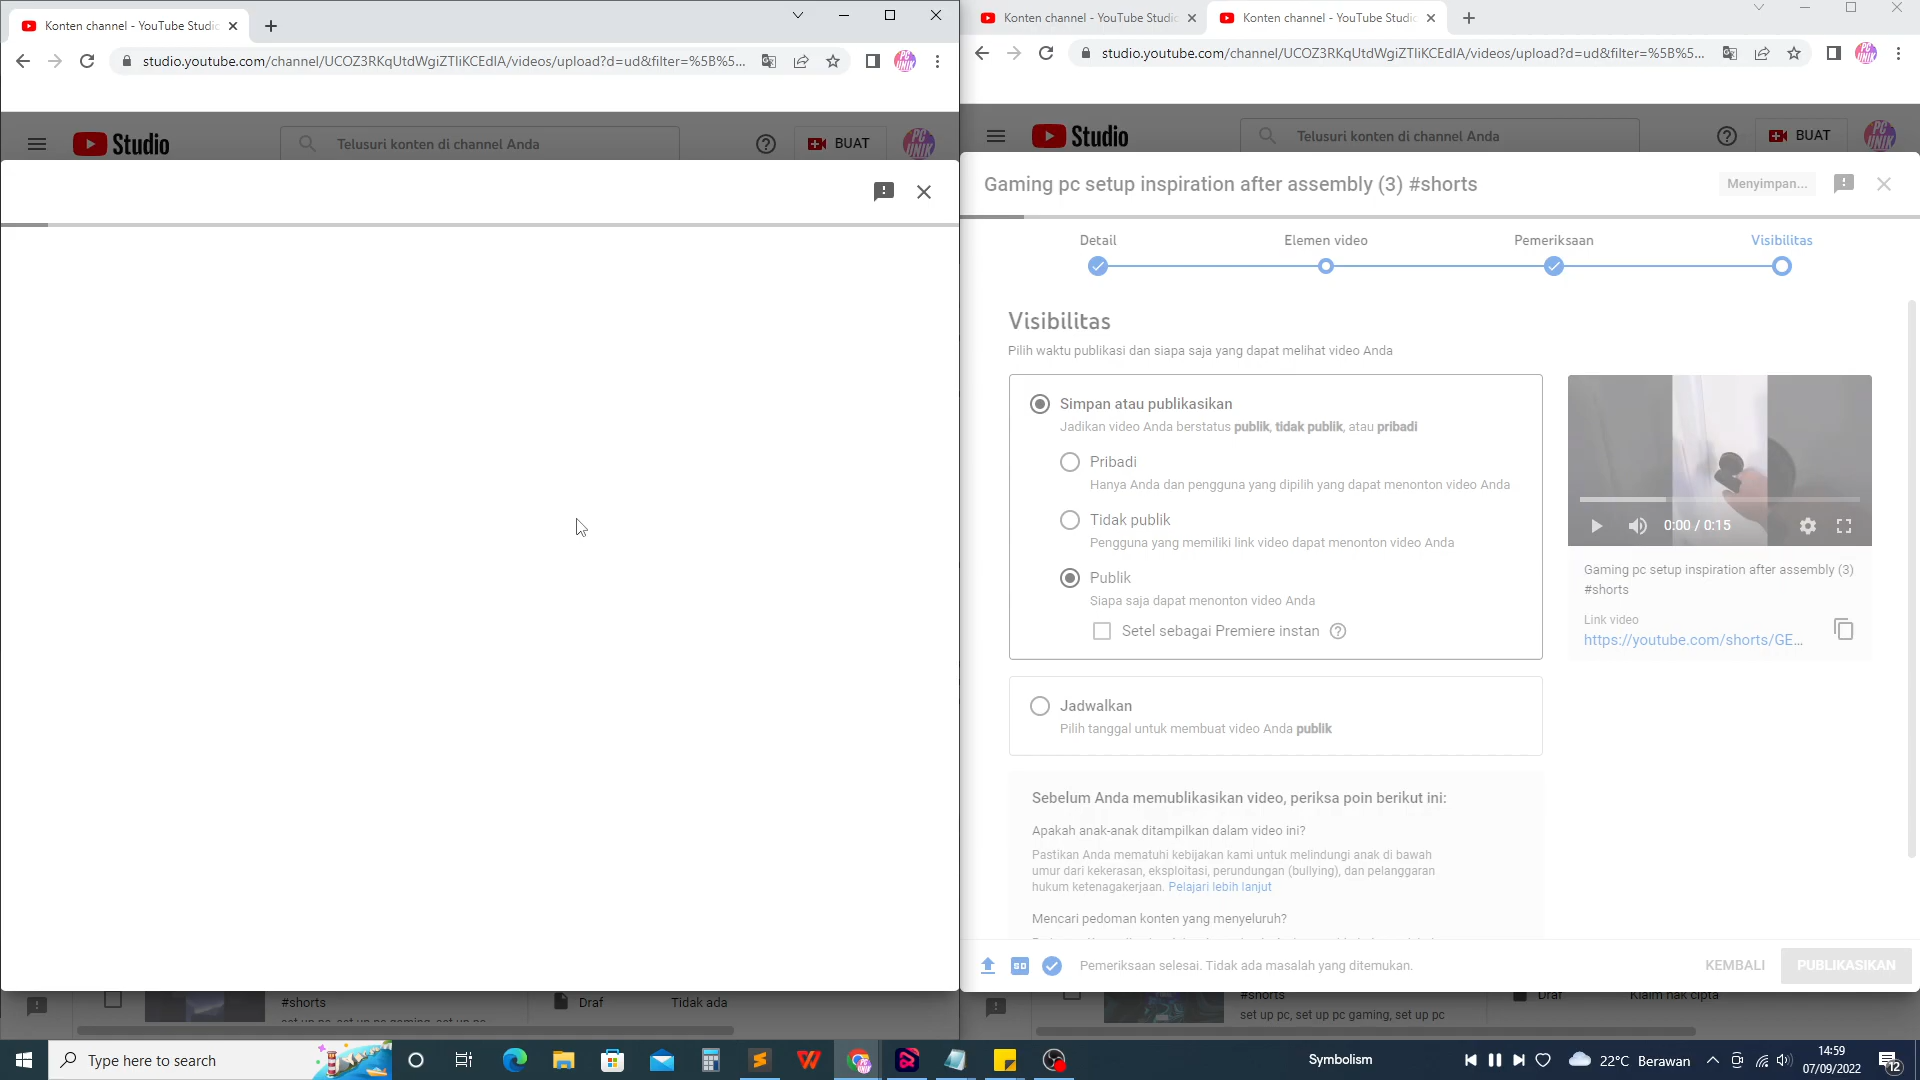 Konten channel - YouTube Studio
studio.youtube.com/channel/UCOZ3RKqUtdWgiZTliKCEdlA/videos/upload?d=ud&filter=%5B%5...
Studio
Telusuri konten di channel Anda
BUAT
PC UNIK
#shorts
Draf
Tidak ada
Konten channel - YouTube Studio
Konten channel - YouTube Studio
studio.youtube.com/channel/UCOZ3RKqUtdWgiZTliKCEdlA/videos/upload?d=ud&filter=%5B%5...
Studio
Telusuri konten di channel Anda
BUAT
PC UNIK
Gaming pc setup inspiration after assembly (3) #shorts
Menyimpan...
Detail
Elemen video
Pemeriksaan
Visibilitas
Visibilitas
Pilih waktu publikasi dan siapa saja yang dapat melihat video Anda
Simpan atau publikasikan
Jadikan video Anda berstatus publik, tidak publik, atau pribadi
Pribadi
Hanya Anda dan pengguna yang dipilih yang dapat menonton video Anda
Tidak publik
Pengguna yang memiliki link video dapat menonton video Anda
Publik
Siapa saja dapat menonton video Anda
Setel sebagai Premiere instan
0:00 / 0:15
Gaming pc setup inspiration after assembly (3)
#shorts
Link video
https://youtube.com/shorts/GE...
Jadwalkan
Pilih tanggal untuk membuat video Anda publik
Sebelum Anda memublikasikan video, periksa poin berikut ini:
Apakah anak-anak ditampilkan dalam video ini?
Pastikan Anda mematuhi kebijakan kami untuk melindungi anak di bawah
umur dari kekerasan, eksploitasi, perundungan (bullying), dan pelanggaran
hukum ketenagakerjaan. Pelajari lebih lanjut
Mencari pedoman konten yang menyeluruh?
Pemeriksaan selesai. Tidak ada masalah yang ditemukan.
KEMBALI
PUBLIKASIKAN
#shorts
set up pc, set up pc gaming, set up pc
Draf
Klaim hak cipta
Type here to search
Symbolism
22°C Berawan
14:59
07/09/2022
12